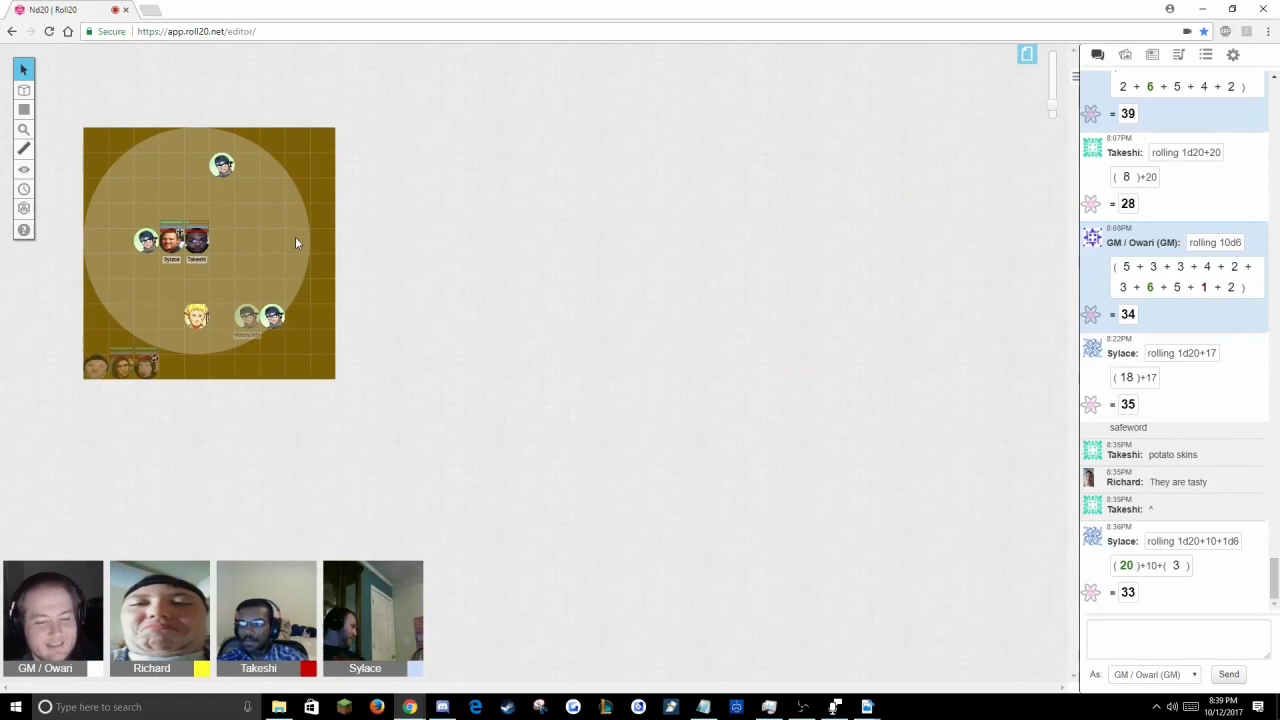 Nd20 | Roll20
Secure
https://app.roll20.net/editor/
Sylace
Takeshi
2 + 6 + 5 + 4 + 2 )
= 39
8:07PM
Takeshi: rolling 1d20+20
( 8 )+20
= 28
8:08PM
GM / Owari (GM): rolling 10d6
( 5 + 3 + 3 + 4 + 2 +
3 + 6 + 5 + 1 + 2 )
= 34
8:22PM
Sylace: rolling 1d20+17
( 18 )+17
= 35
safeword
8:35PM
Takeshi: potato skins
8:35PM
Richard: They are tasty
8:35PM
Takeshi: ^
8:36PM
Sylace: rolling 1d20+10+1d6
( 20 )+10+( 3 )
= 33
As: GM / Owari (GM)
Send
GM / Owari
Richard
Takeshi
Sylace
Type here to search
8:39 PM
10/12/2017